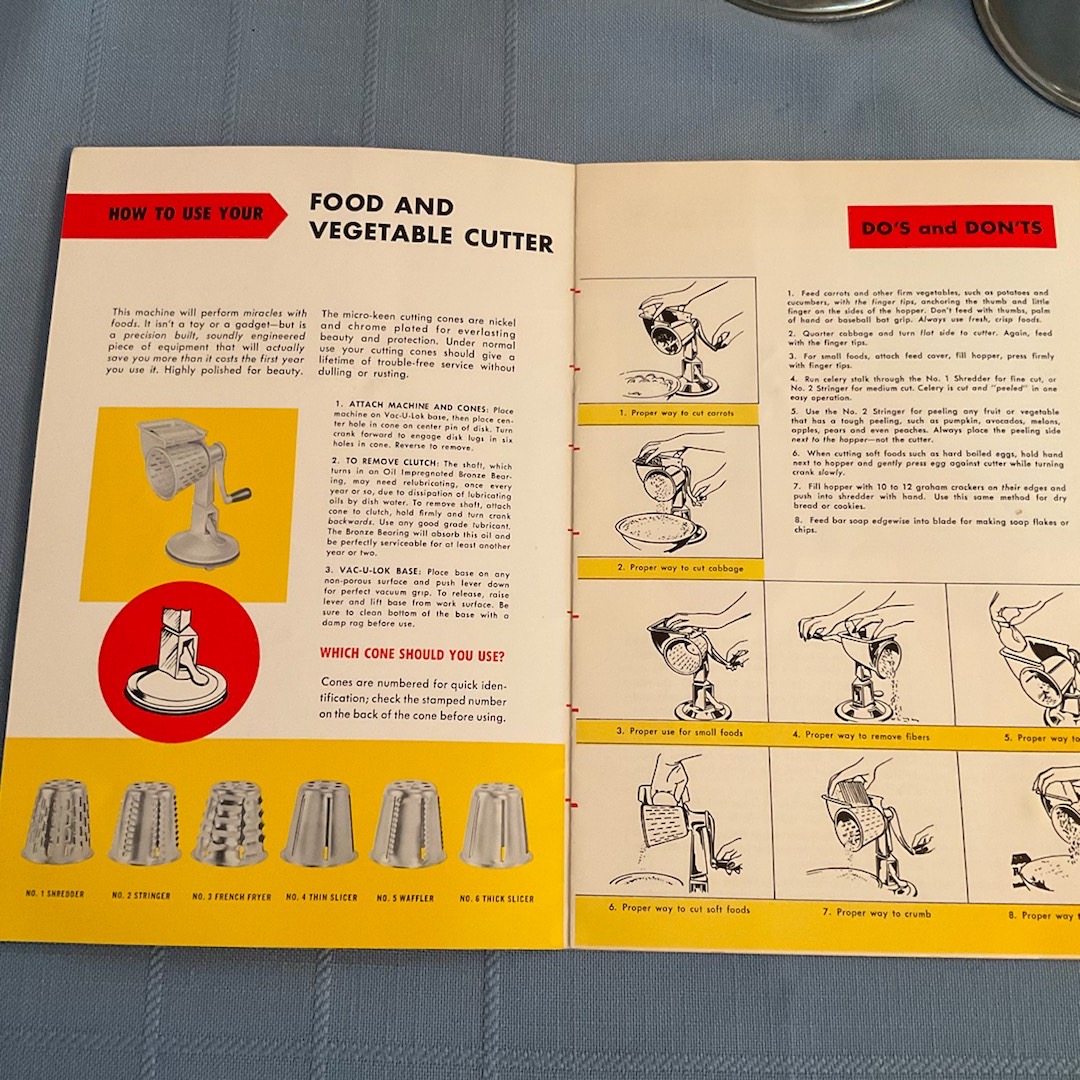 HOW TO USE YOUR
FOOD AND
VEGETABLE CUTTER
This machine will perform miracles with
foods. It isn't a toy or a gadget—but is
a precision built, soundly engineered
piece of equipment that will actually
save you more than it costs the first year
you use it. Highly polished for beauty.
The micro-keen cutting cones are nickel
and chrome plated for everlasting
beauty and protection. Under normal
use your cutting cones should give a
lifetime of trouble-free service without
dulling or rusting.
1. ATTACH MACHINE AND CONES: Place
machine on Vac-U-Lok base, then place cen-
ter hole in cone on center pin of disk. Turn
crank forward to engage disk lugs in six
holes in cone. Reverse to remove.
2. TO REMOVE CLUTCH: The shaft, which
turns in an Oil Impregnated Bronze Bear-
ing, may need relubricating, once every
year or so, due to dissipation of lubricating
oils by dish water. To remove shaft, attach
cone to clutch, hold firmly and turn crank
backwards. Use any good grade lubricant.
The Bronze Bearing will absorb this oil and
be perfectly serviceable for at least another
year or two.
3. VAC-U-LOK BASE: Place base on any
non-porous surface and push lever down
for perfect vacuum grip. To release, raise
lever and lift base from work surface. Be
sure to clean bottom of the base with a
damp rag before use.
WHICH CONE SHOULD YOU USE?
Cones are numbered for quick iden-
tification; check the stamped number
on the back of the cone before using.
NO. 1 SHREDDER
NO. 2 STRINGER
NO. 3 FRENCH FRYER
NO. 4 THIN SLICER
NO. 5 WAFFLER
NO. 6 THICK SLICER
DO'S and DON'TS
1. Feed carrots and other firm vegetables, such as potatoes and
cucumbers, with the finger tips, anchoring the thumb and little
finger on the sides of the hopper. Don't feed with thumbs, palm
of hand or baseball bat grip. Always use fresh, crisp foods.
2. Quarter cabbage and turn flat side to cutter. Again, feed
with the finger tips.
3. For small foods, attach feed cover, fill hopper, press firmly
with finger tips.
4. Run celery stalk through the No. 1 Shredder for fine cut, or
No. 2 Stringer for medium cut. Celery is cut and "peeled" in one
easy operation.
5. Use the No. 2 Stringer for peeling any fruit or vegetable
that has a tough peeling, such as pumpkin, avocados, melons,
apples, pears and even peaches. Always place the peeling side
next to the hopper—not the cutter.
6. When cutting soft foods such as hard boiled eggs, hold hand
next to hopper and gently press egg against cutter while turning
crank slowly.
7. Fill hopper with 10 to 12 graham crackers on their edges and
push into shredder with hand. Use this same method for dry
bread or cookies.
8. Feed bar soap edgewise into blade for making soap flakes or
chips.
1. Proper way to cut carrots
2. Proper way to cut cabbage
3. Proper use for small foods
4. Proper way to remove fibers
5. Proper way to
6. Proper way to cut soft foods
7. Proper way to crumb
8. Proper way